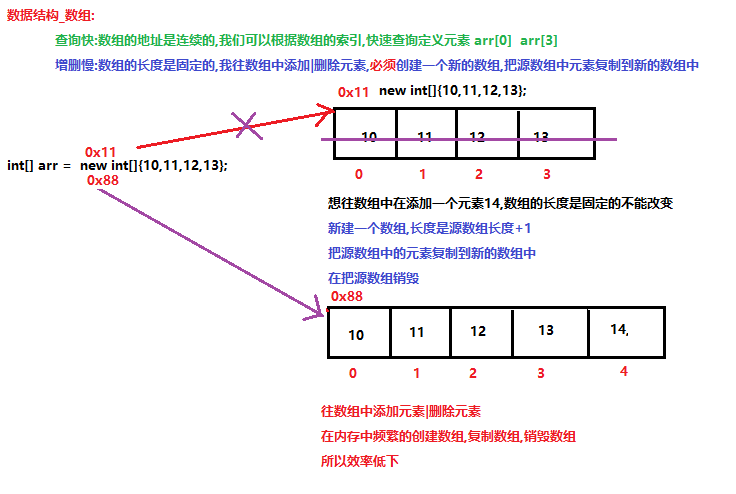 数据结构_数组:
查询快:数组的地址是连续的,我们可以根据数组的索引,快速查询定义元素 arr[0]  arr[3]
增删慢:数组的长度是固定的,我往数组中添加|删除元素,必须创建一个新的数组,把源数组中元素复制到新的数组中
0x11 new int[]{10,11,12,13};
10 11 12 13
0x11
int[] arr = new int[]{10,11,12,13};
0x88
0 1 2 3
想往数组中在添加一个元素14,数组的长度是固定的不能改变
新建一个数组,长度是源数组长度+1
把源数组中的元素复制到新的数组中
在把源数组销毁
0x88
10 11 12 13 14,
0 1 2 3 4
往数组中添加元素|删除元素
在内存中频繁的创建数组,复制数组,销毁数组
所以效率低下